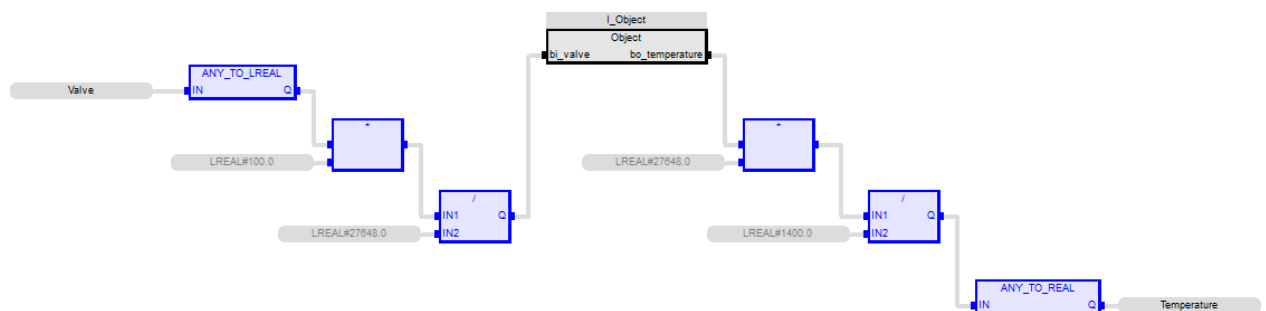 I_Object
Object
bi_valve bo_temperature
ANY_TO_LREAL
IN Q
Valve
*
LREAL#100.0
*
LREAL#27648.0
/
IN1 Q
IN2
LREAL#27648.0
/
IN1 Q
IN2
LREAL#1400.0
ANY_TO_REAL
IN Q
Temperature